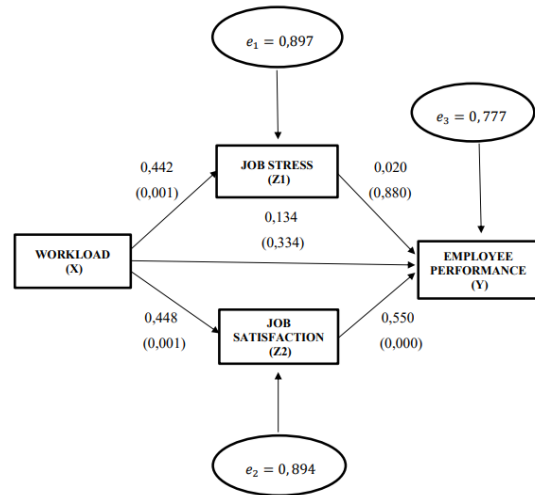 e₁ = 0,897
e₃ = 0,777
0,442
(0,001)
JOB STRESS
(Z1)
0,020
(0,880)
0,134
(0,334)
WORKLOAD
(X)
EMPLOYEE
PERFORMANCE
(Y)
0,448
(0,001)
JOB
SATISFACTION
(Z2)
0,550
(0,000)
e₂ = 0,894